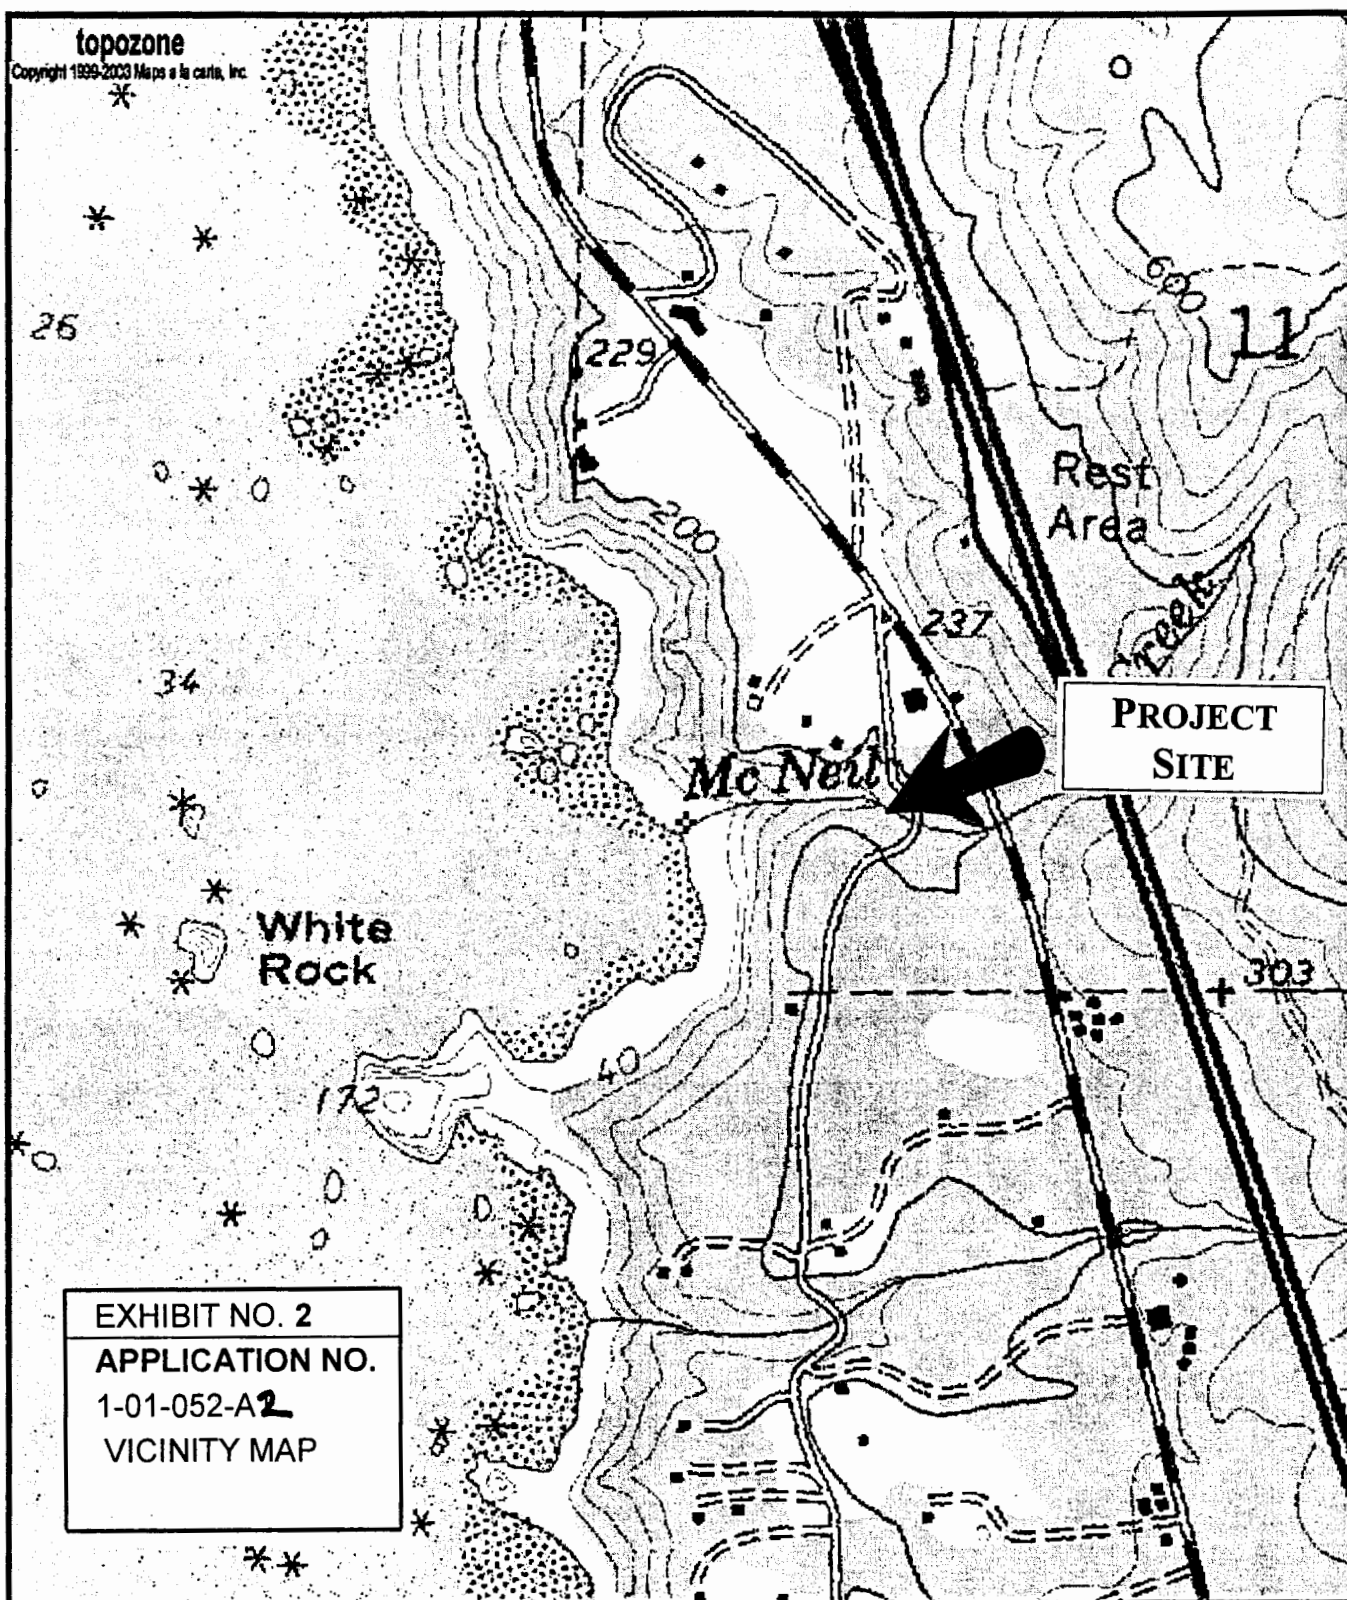 topozone
Copyright 1999-2003 Maps a la carte, Inc.
600
11
26
229
Rest
Area
200
237
Creek
34
PROJECT
SITE
Mc Neil
White
Rock
303
40
172
EXHIBIT NO. 2
APPLICATION NO.
1-01-052-A2
VICINITY MAP